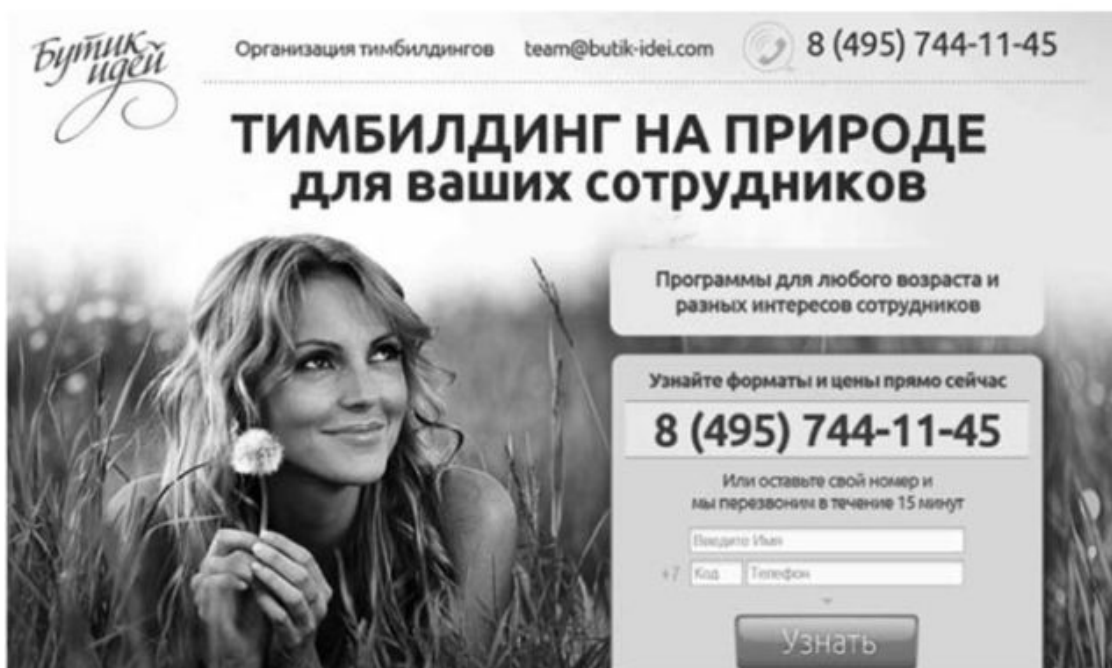 Бутик
идей
Организация тимбилдингов team@butik-idei.com 8 (495) 744-11-45
ТИМБИЛДИНГ НА ПРИРОДЕ
для ваших сотрудников
Программы для любого возраста и
разных интересов сотрудников
Узнайте форматы и цены прямо сейчас
8 (495) 744-11-45
Или оставьте свой номер и
мы перезвоним в течение 15 минут
Введите Имя
+7 Код Телефон
Узнать